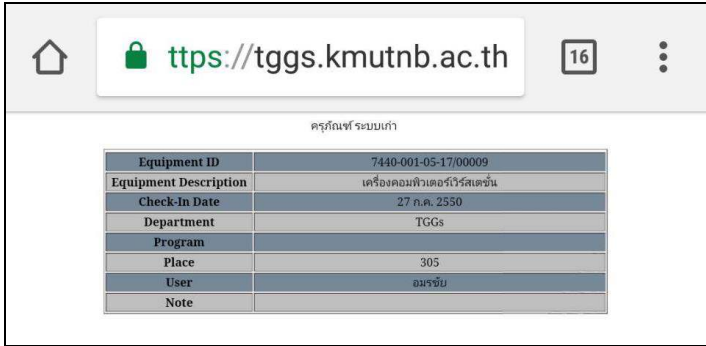 ttps://tggs.kmutnb.ac.th 16
ครุภัณฑ์ ระบบเก่า
Equipment ID 7440-001-05-17/00009
Equipment Description เครื่องคอมพิวเตอร์เวิร์สเตชั่น
Check-In Date 27 ก.ค. 2550
Department TGGs
Program
Place 305
User อมรชัย
Note